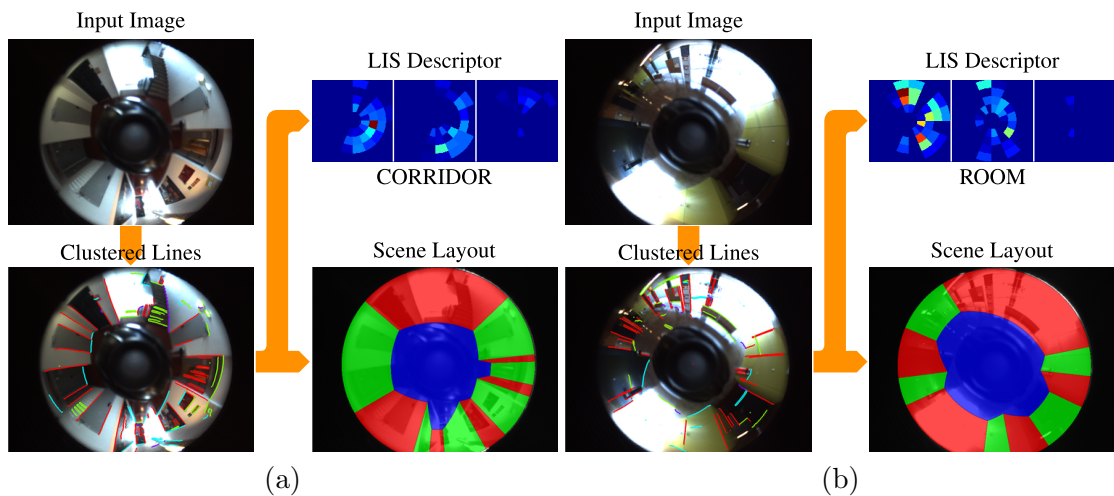 Input Image
LIS Descriptor
CORRIDOR
Clustered Lines
Scene Layout
(a)
Input Image
LIS Descriptor
ROOM
Clustered Lines
Scene Layout
(b)